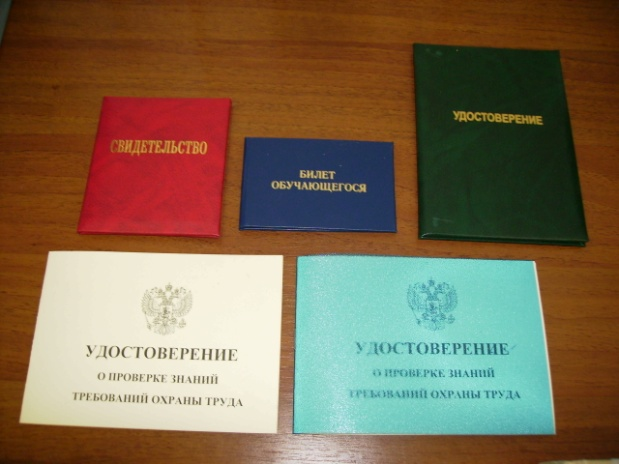 СВИДЕТЕЛЬСТВО
БИЛЕТ
ОБУЧАЮЩЕГОСЯ
УДОСТОВЕРЕНИЕ
УДОСТОВЕРЕНИЕ
О ПРОВЕРКЕ ЗНАНИЙ
ТРЕБОВАНИЙ ОХРАНЫ ТРУДА
УДОСТОВЕРЕНИЕ
О ПРОВЕРКЕ ЗНАНИЙ
ТРЕБОВАНИЙ ОХРАНЫ ТРУДА